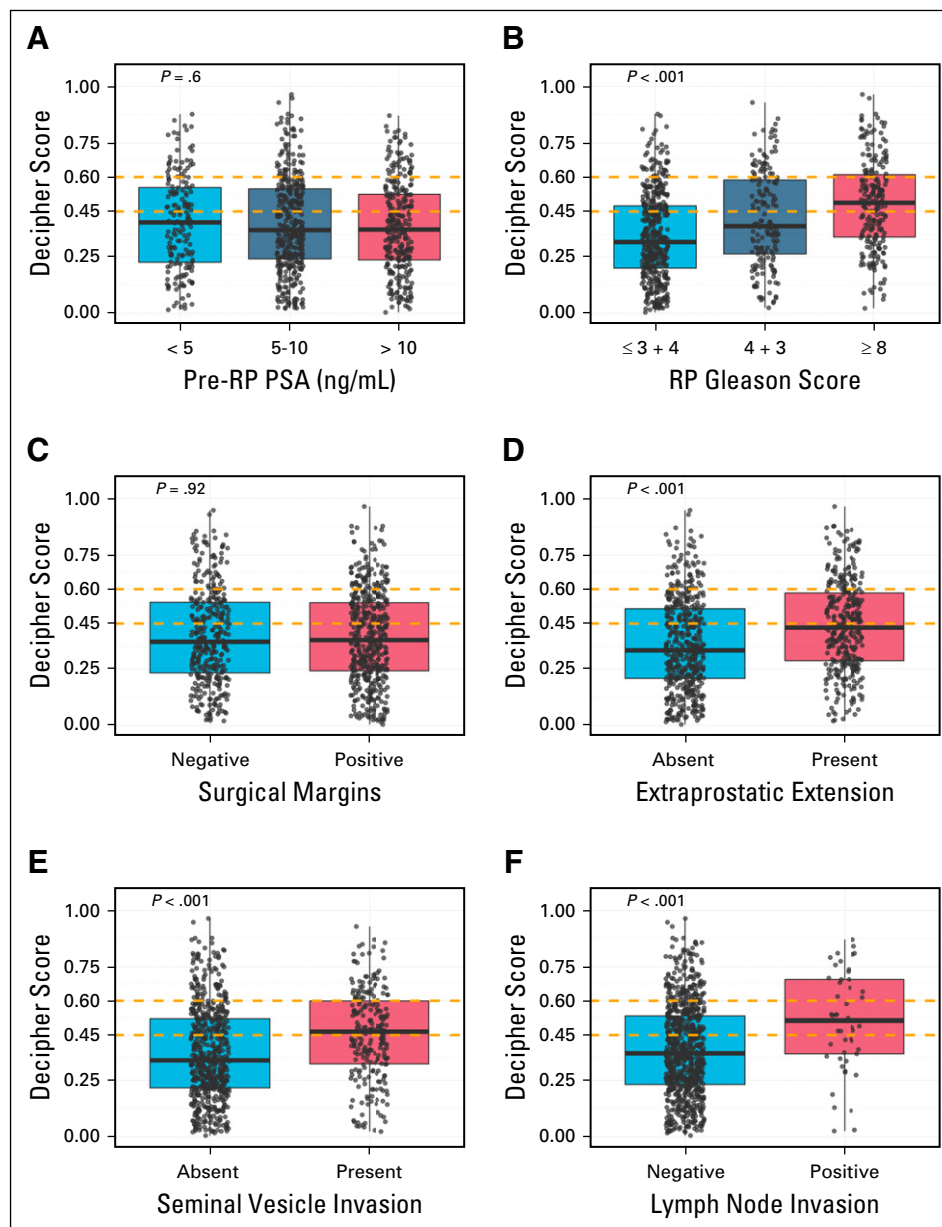 A
P = .6
Decipher Score
1.00
0.75
0.60
0.45
0.25
0.00
< 5
5-10
> 10
Pre-RP PSA (ng/mL)
B
P < .001
Decipher Score
1.00
0.75
0.60
0.45
0.25
0.00
≤ 3 + 4
4 + 3
≥ 8
RP Gleason Score
C
P = .92
Decipher Score
1.00
0.75
0.60
0.45
0.25
0.00
Negative
Positive
Surgical Margins
D
P < .001
Decipher Score
1.00
0.75
0.60
0.45
0.25
0.00
Absent
Present
Extraprostatic Extension
E
P < .001
Decipher Score
1.00
0.75
0.60
0.45
0.25
0.00
Absent
Present
Seminal Vesicle Invasion
F
P < .001
Decipher Score
1.00
0.75
0.60
0.45
0.25
0.00
Negative
Positive
Lymph Node Invasion